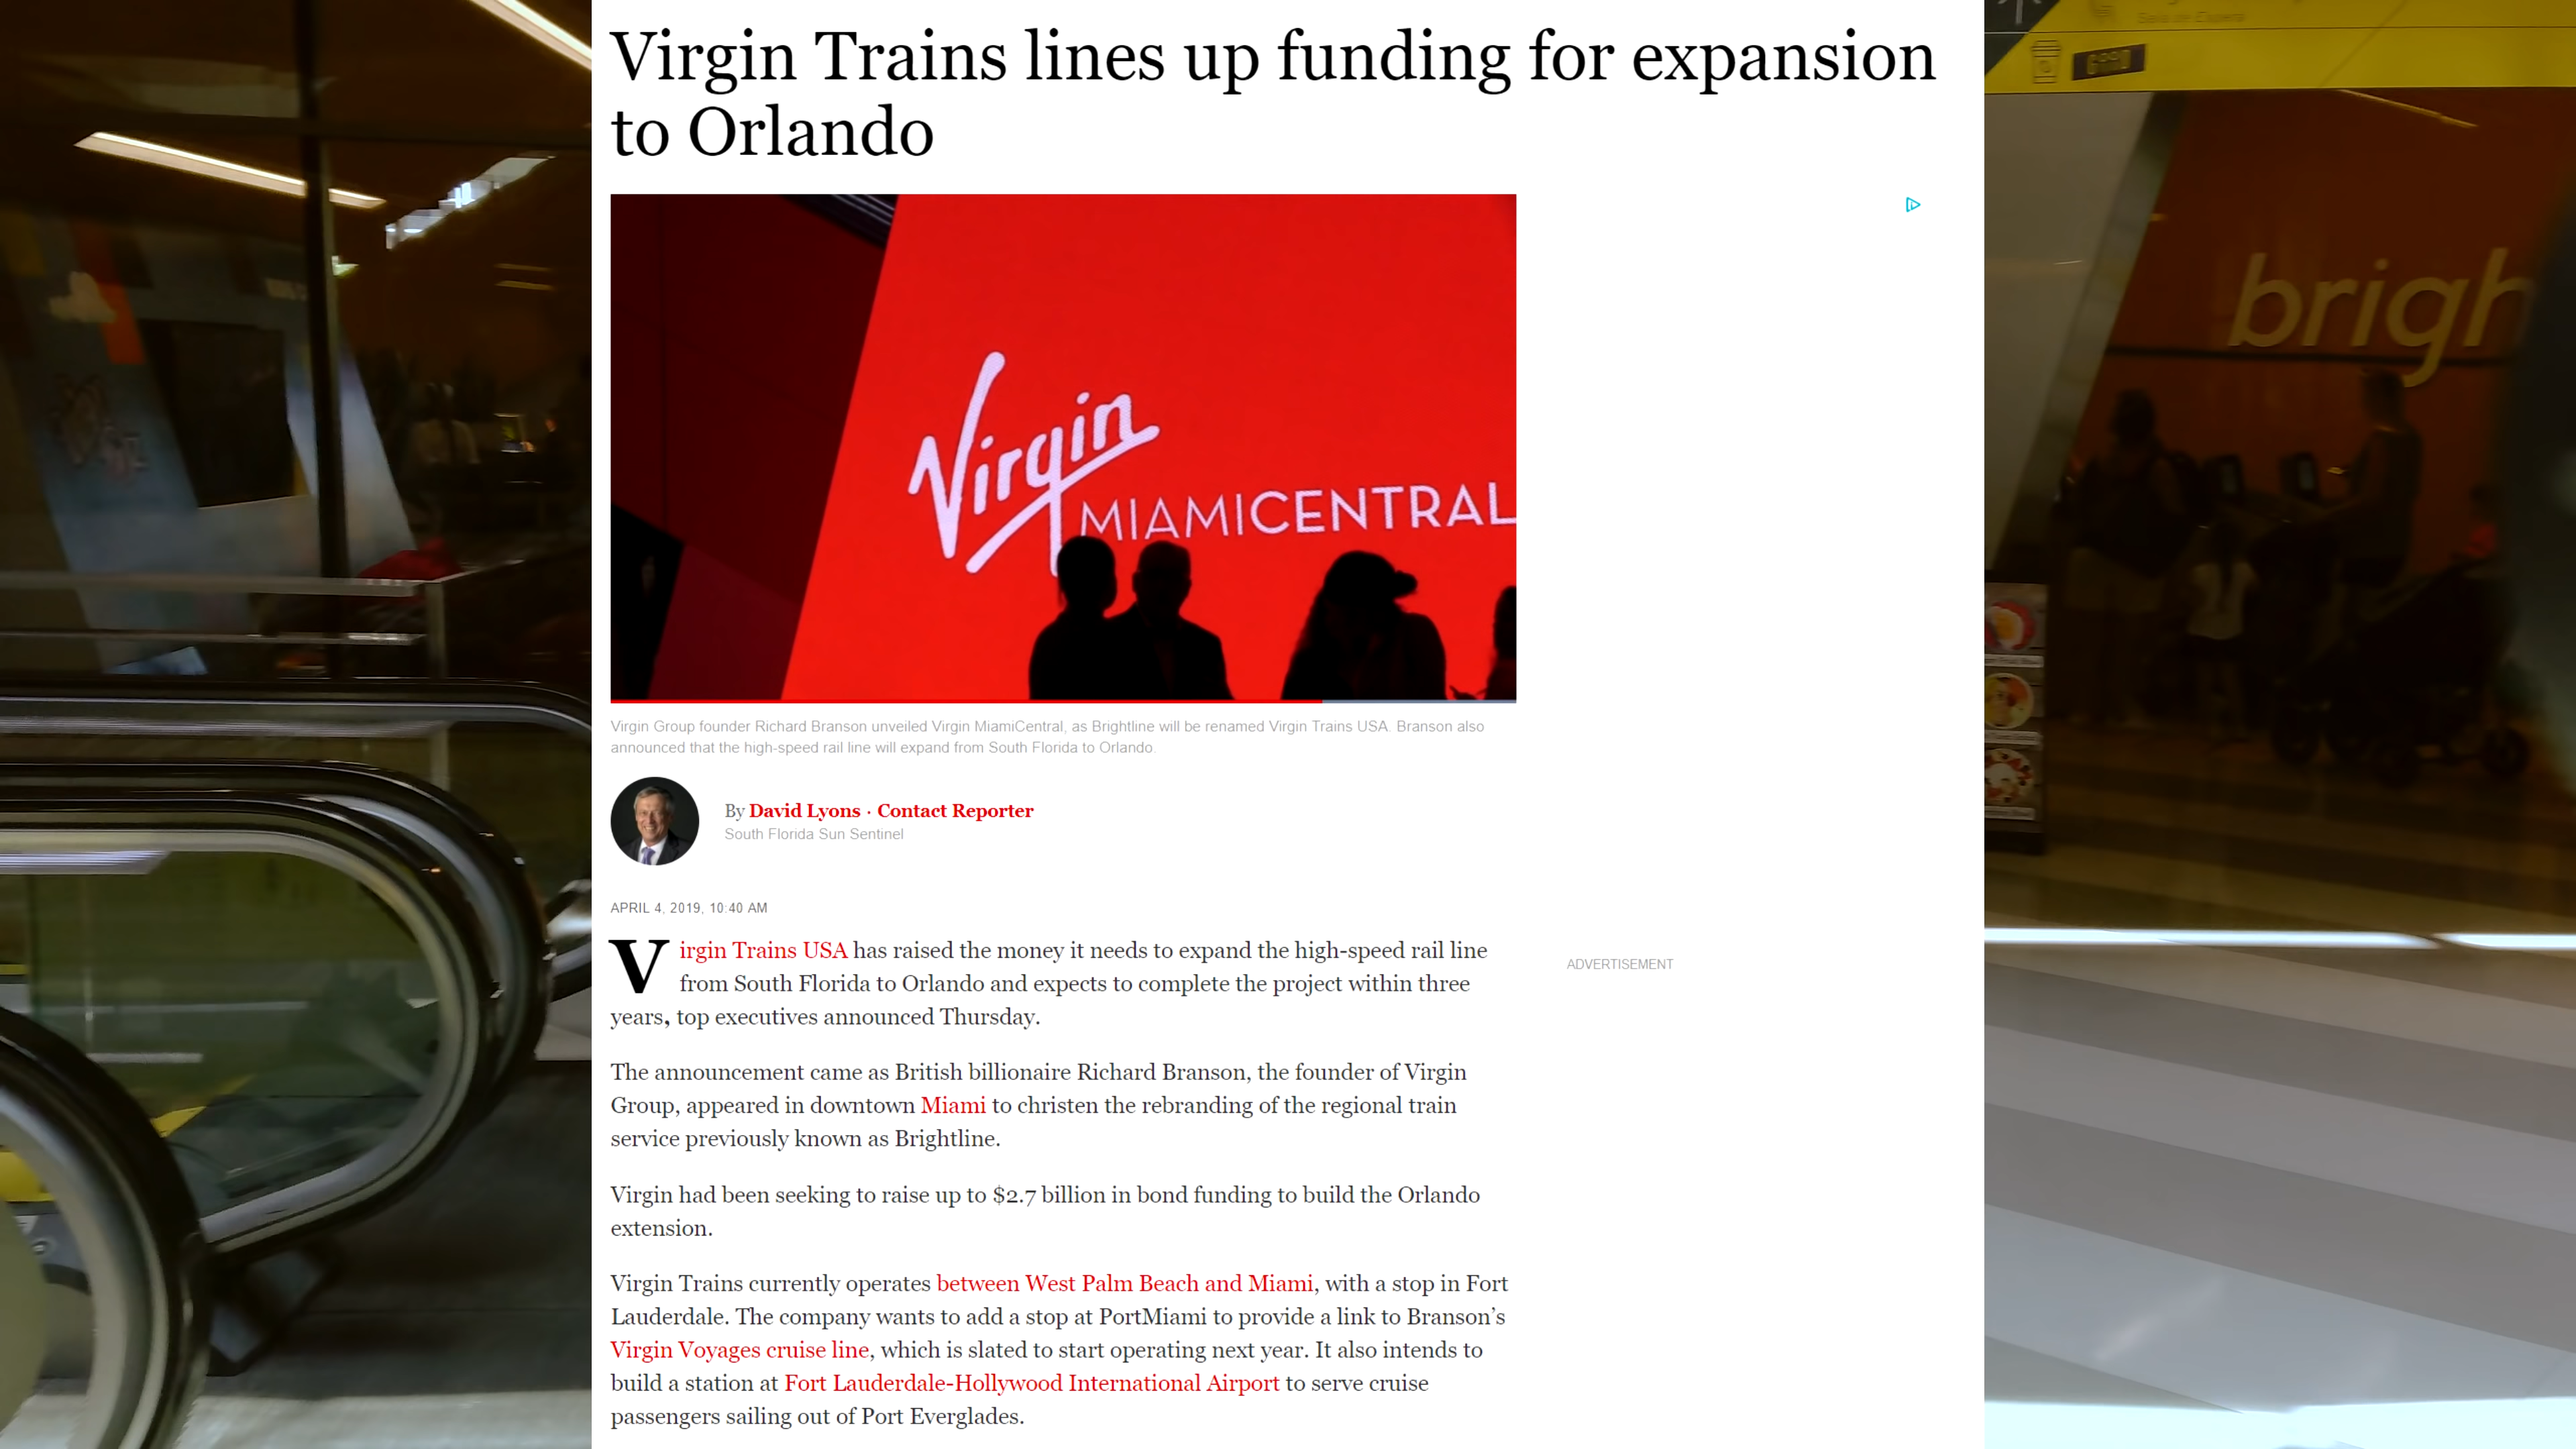 Virgin Trains lines up funding for expansion
to Orlando
Virgin
MIAMICENTRAL
brigh
Virgin Group founder Richard Branson unveiled Virgin MiamiCentral, as Brightline will be renamed Virgin Trains USA. Branson also
announced that the high-speed rail line will expand from South Florida to Orlando.
By David Lyons · Contact Reporter
South Florida Sun Sentinel
APRIL 4, 2019, 10:40 AM
Virgin Trains USA has raised the money it needs to expand the high-speed rail line
from South Florida to Orlando and expects to complete the project within three
years, top executives announced Thursday.
ADVERTISEMENT
The announcement came as British billionaire Richard Branson, the founder of Virgin
Group, appeared in downtown Miami to christen the rebranding of the regional train
service previously known as Brightline.
Virgin had been seeking to raise up to $2.7 billion in bond funding to build the Orlando
extension.
Virgin Trains currently operates between West Palm Beach and Miami, with a stop in Fort
Lauderdale. The company wants to add a stop at PortMiami to provide a link to Branson’s
Virgin Voyages cruise line, which is slated to start operating next year. It also intends to
build a station at Fort Lauderdale-Hollywood International Airport to serve cruise
passengers sailing out of Port Everglades.